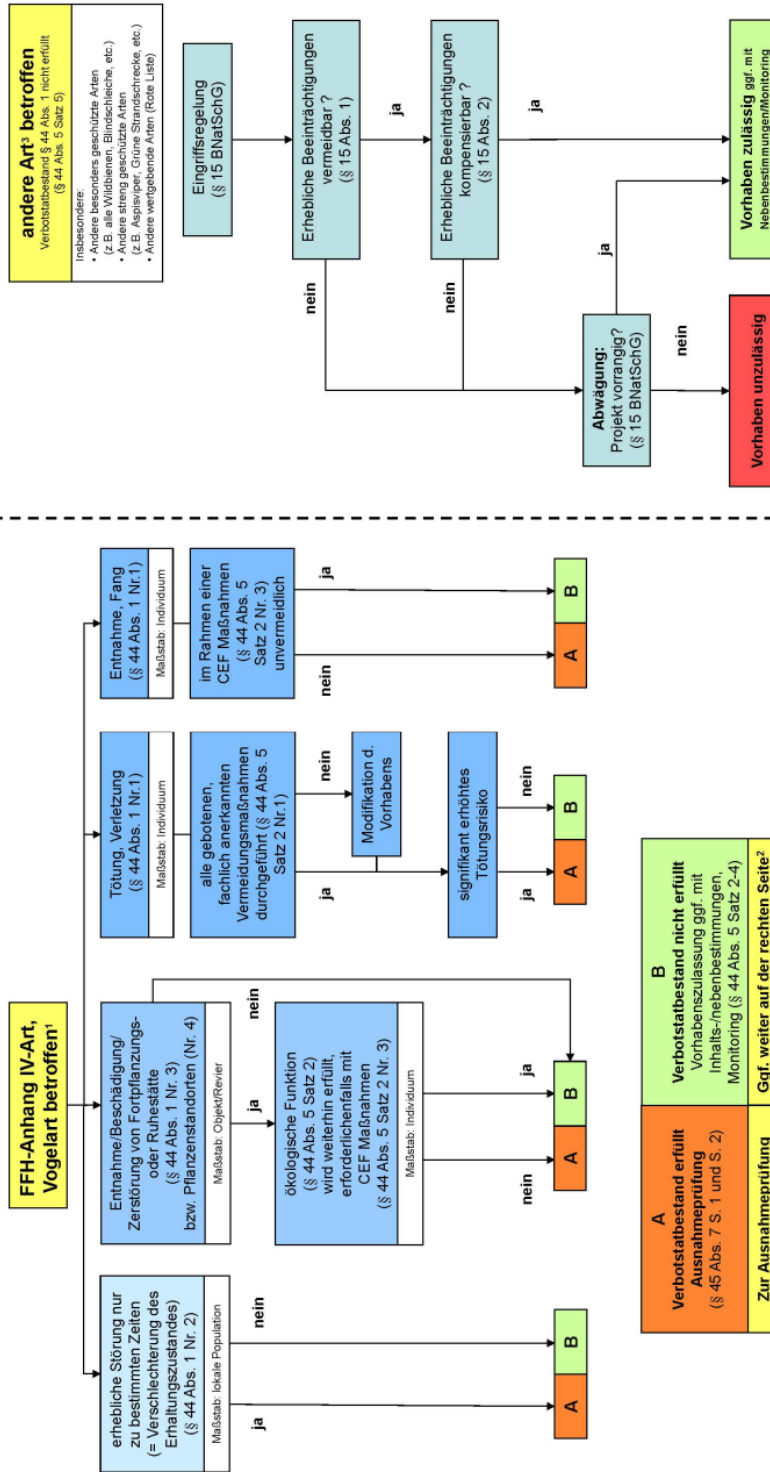 FFH-Anhang IV-Art,
Vogelart betroffen¹
erhebliche Störung nur
zu bestimmten Zeiten
(= Verschlechterung des
Erhaltungszustandes)
(§ 44 Abs. 1 Nr. 2)
Maßstab: lokale Population
ja
nein
A
B
Entnahme/Beschädigung/
Zerstörung von Fortpflanzungs-
oder Ruhestätte
(§ 44 Abs. 1 Nr. 3)
bzw. Pflanzenstandorten (Nr. 4)
Maßstab: Objekt/Revier
ja
nein
ökologische Funktion
(§ 44 Abs. 5 Satz 2)
wird weiterhin erfüllt,
erforderlichenfalls mit
CEF Maßnahmen
(§ 44 Abs. 5 Satz 2 Nr. 3)
Maßstab: Individuum
nein
ja
A
B
Tötung, Verletzung
(§ 44 Abs. 1 Nr.1)
Maßstab: Individuum
alle gebotenen,
fachlich anerkannten
Vermeidungsmaßnahmen
durchgeführt (§ 44 Abs. 5
Satz 2 Nr.1)
ja
nein
Modifikation d.
Vorhabens
signifikant erhöhtes
Tötungsrisiko
ja
nein
A
B
Entnahme, Fang
(§ 44 Abs. 1 Nr.1)
Maßstab: Individuum
im Rahmen einer
CEF Maßnahmen
(§ 44 Abs. 5
Satz 2 Nr. 3)
unvermeidlich
nein
ja
A
B
A
Verbotstatbestand erfüllt
Ausnahmeprüfung
(§ 45 Abs. 7 S. 1 und S. 2)
Zur Ausnahmeprüfung
B
Verbotstatbestand nicht erfüllt
Vorhabenszulassung ggf. mit
Inhalts-/nebenbestimmungen,
Monitoring (§ 44 Abs. 5 Satz 2-4)
Ggf. weiter auf der rechten Seite²
andere Art³ betroffen
Verbotstatbestand § 44 Abs. 1 nicht erfüllt
(§ 44 Abs. 5 Satz 5)
Insbesondere:
• Andere besonders geschützte Arten
(z.B. alle Wildbienen, Blindschleiche, etc.)
• Andere streng geschützte Arten
(z.B. Aspisviper, Grüne Strandschrecke, etc.)
• Andere wertgebende Arten (Rote Liste)
Eingriffsregelung
(§ 15 BNatSchG)
Erhebliche Beeinträchtigungen
vermeidbar ?
(§ 15 Abs. 1)
nein
ja
Erhebliche Beeinträchtigungen
kompensierbar ?
(§ 15 Abs. 2)
nein
ja
Abwägung:
Projekt vorrangig?
(§ 15 BNatSchG)
ja
nein
Vorhaben unzulässig
Vorhaben zulässig ggf. mit
Nebenbestimmungen/Monitoring